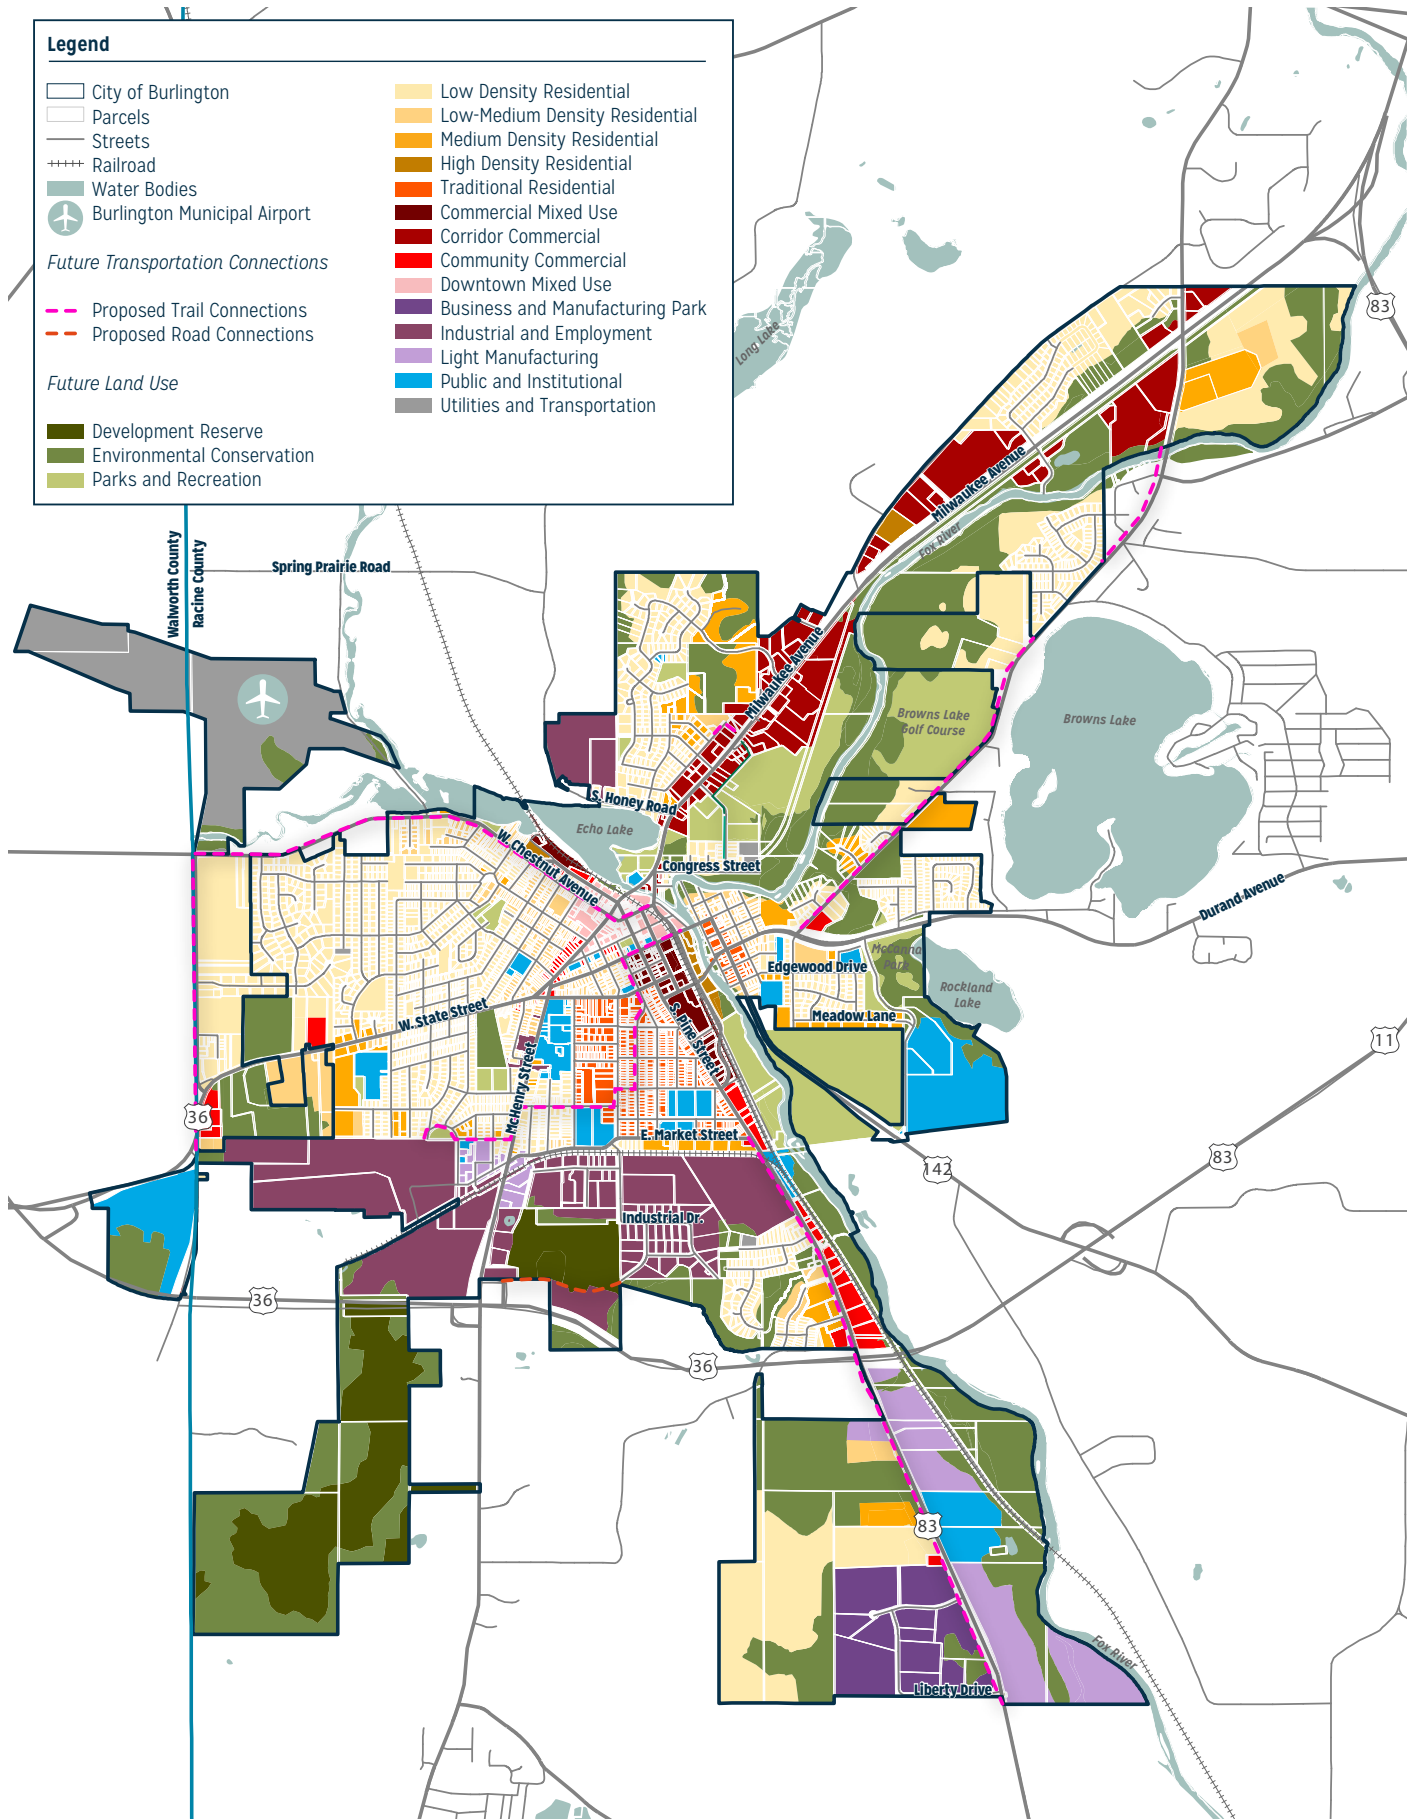 Legend
City of Burlington
Parcels
Streets
Railroad
Water Bodies
Burlington Municipal Airport
Future Transportation Connections
Proposed Trail Connections
Proposed Road Connections
Future Land Use
Development Reserve
Environmental Conservation
Parks and Recreation
Low Density Residential
Low-Medium Density Residential
Medium Density Residential
High Density Residential
Traditional Residential
Commercial Mixed Use
Corridor Commercial
Community Commercial
Downtown Mixed Use
Business and Manufacturing Park
Industrial and Employment
Light Manufacturing
Public and Institutional
Utilities and Transportation
83
Long Lake
Milwaukee Avenue
Fox River
Walworth County
Racine County
Spring Prairie Road
Milwaukee Avenue
Browns Lake
Golf Course
Browns Lake
S. Honey Road
Echo Lake
W. Chestnut Avenue
Congress Street
Durand Avenue
McCanna
Park
Edgewood Drive
Rockland
Lake
Meadow Lane
W. State Street
S. Pine Street
McHenry Street
11
36
E. Market Street
83
142
Industrial Dr.
36
36
83
Fox River
Liberty Drive